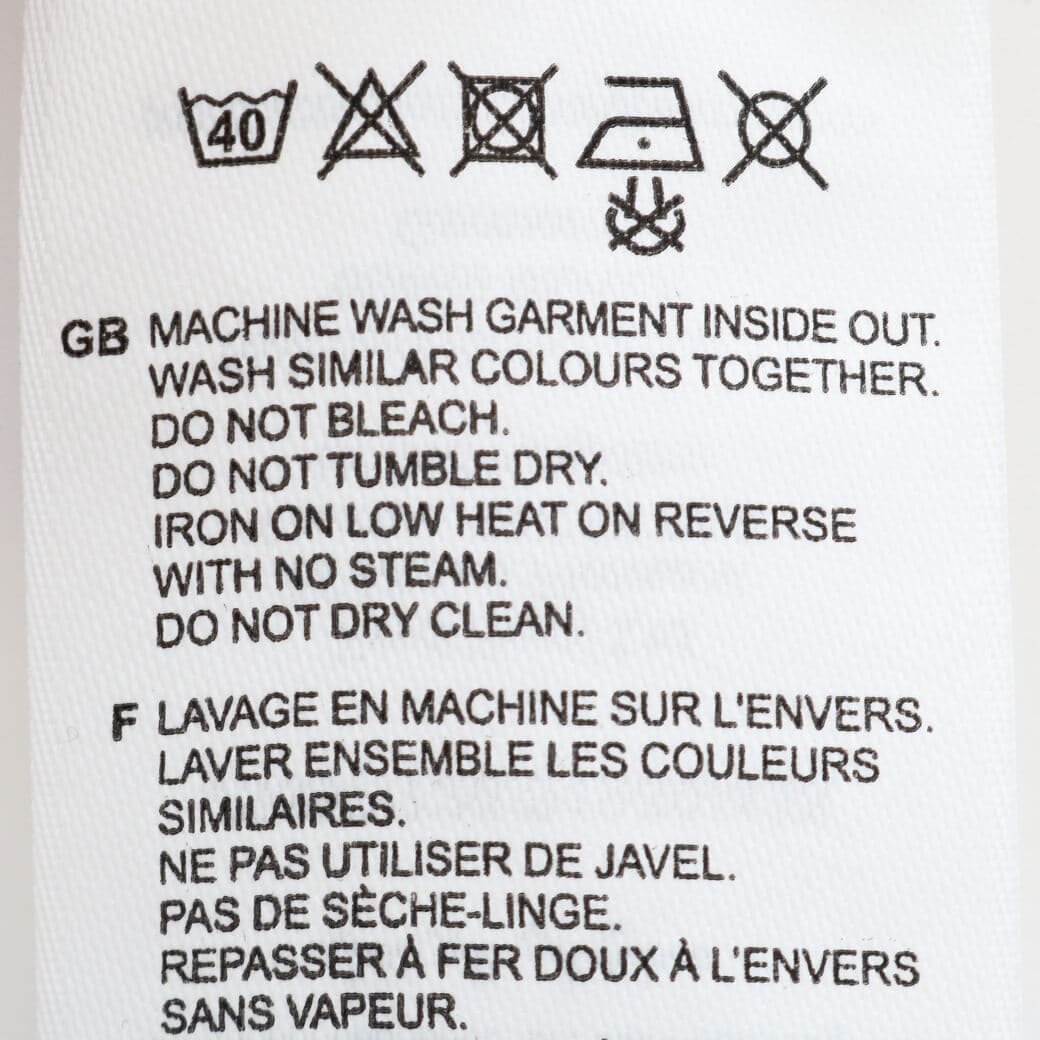 40
GB MACHINE WASH GARMENT INSIDE OUT.
WASH SIMILAR COLOURS TOGETHER.
DO NOT BLEACH.
DO NOT TUMBLE DRY.
IRON ON LOW HEAT ON REVERSE
WITH NO STEAM.
DO NOT DRY CLEAN.
F LAVAGE EN MACHINE SUR L'ENVERS.
LAVER ENSEMBLE LES COULEURS
SIMILAIRES.
NE PAS UTILISER DE JAVEL.
PAS DE SÈCHE-LINGE.
REPASSER À FER DOUX À L'ENVERS
SANS VAPEUR.